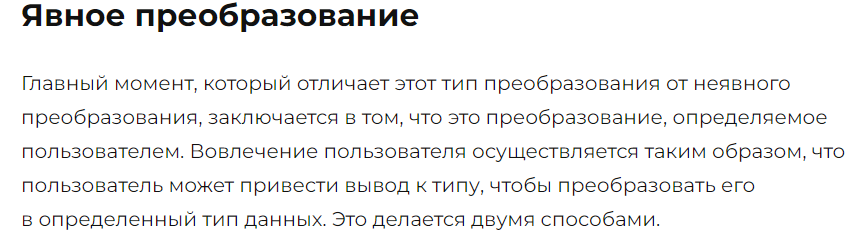 Явное преобразование
Главный момент, который отличает этот тип преобразования от неявного
преобразования, заключается в том, что это преобразование, определяемое
пользователем. Вовлечение пользователя осуществляется таким образом, что
пользователь может привести вывод к типу, чтобы преобразовать его
в определенный тип данных. Это делается двумя способами.